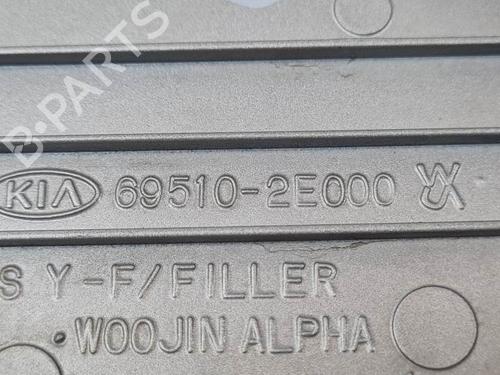 B-PARTS
KIA 69510-2E000
S Y-F/FILLER
WOOJIN ALPHA